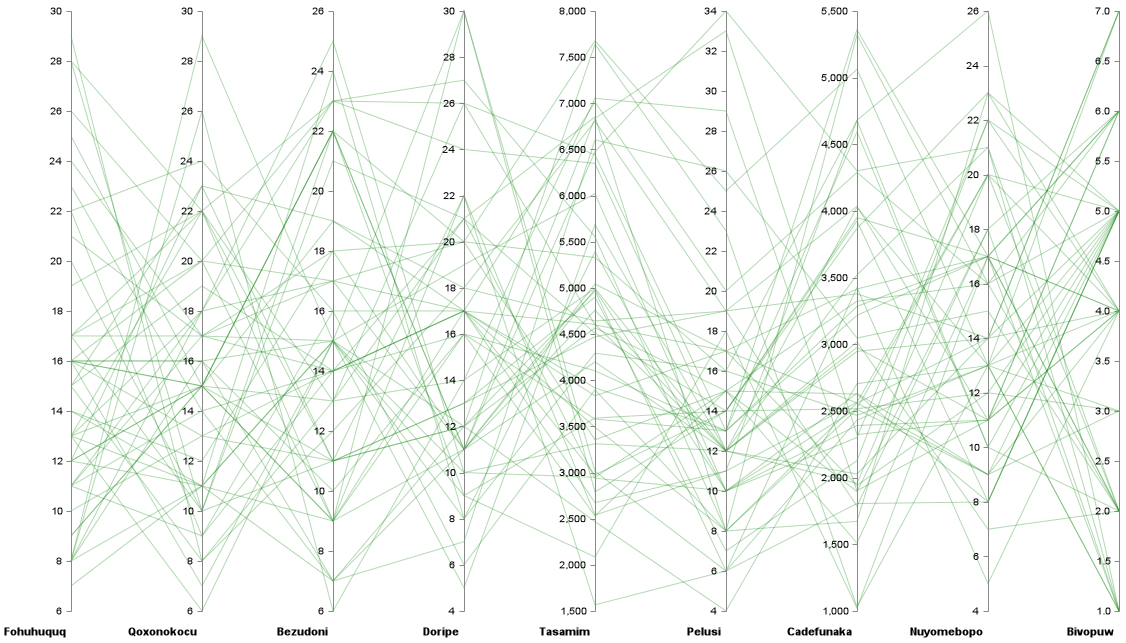 30 28 26 24 22 20 18 16 14 12 10 8 6
30 28 26 24 22 20 18 16 14 12 10 8 6
26 24 22 20 18 16 14 12 10 8 6
30 28 26 24 22 20 18 16 14 12 10 8 6 4
8,000 7,500 7,000 6,500 6,000 5,500 5,000 4,500 4,000 3,500 3,000 2,500 2,000 1,500
34 32 30 28 26 24 22 20 18 16 14 12 10 8 6 4
5,500 5,000 4,500 4,000 3,500 3,000 2,500 2,000 1,500 1,000
26 24 22 20 18 16 14 12 10 8 6 4
7.0 6.5 6.0 5.5 5.0 4.5 4.0 3.5 3.0 2.5 2.0 1.5 1.0
Fohuhuquq Qoxonokocu Bezudoni Doripe Tasamim Pelusi Cadefunaka Nuyomebopo Bivopuw